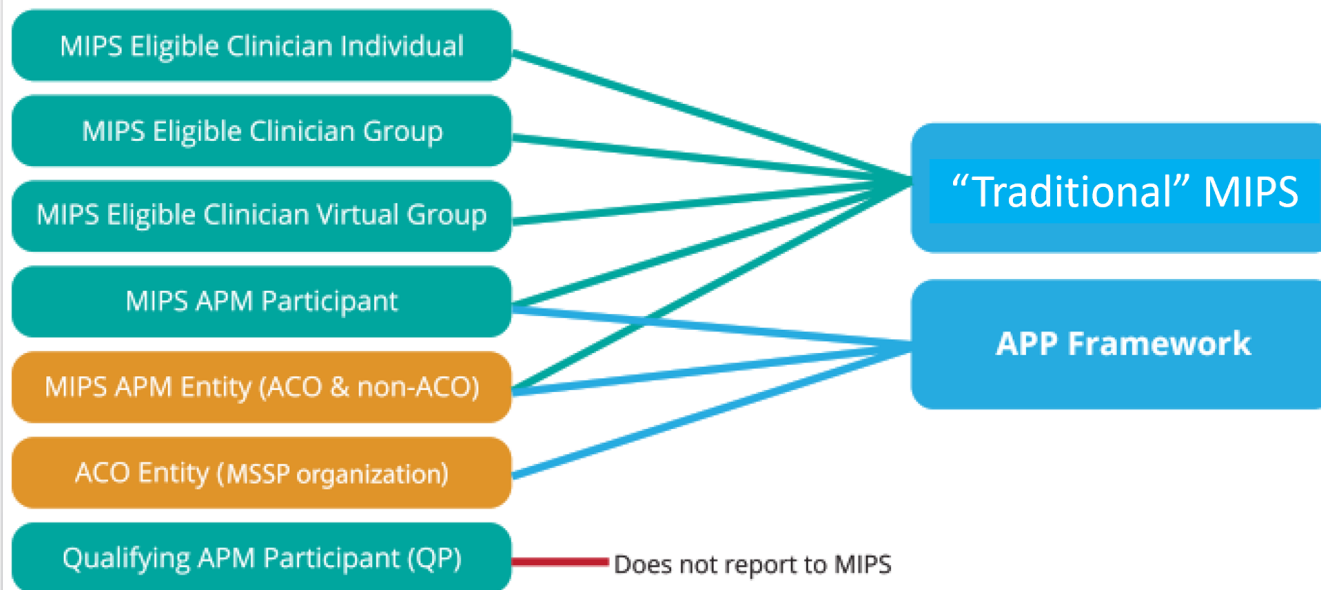 MIPS Eligible Clinician Individual
MIPS Eligible Clinician Group
MIPS Eligible Clinician Virtual Group
MIPS APM Participant
MIPS APM Entity (ACO & non-ACO)
ACO Entity (MSSP organization)
Qualifying APM Participant (QP)
Does not report to MIPS
“Traditional” MIPS
APP Framework